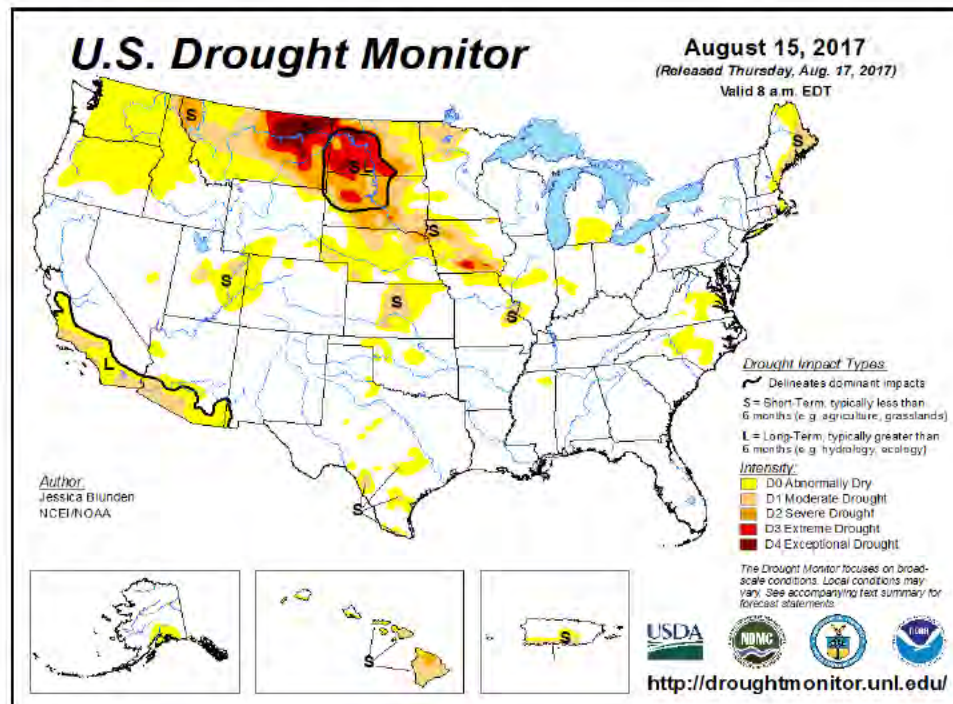 U.S. Drought Monitor
August 15, 2017
(Released Thursday, Aug. 17, 2017)
Valid 8 a.m. EDT
S
S
S
S
S
S
S
L
S
Author:
Jessica Blunden
NCEI/NOAA
Drought Impact Types:
Delineates dominant impacts
S = Short-Term, typically less than
6 months (e.g. agriculture, grasslands)
L = Long-Term, typically greater than
6 months (e.g. hydrology, ecology)
Intensity:
D0 Abnormally Dry
D1 Moderate Drought
D2 Severe Drought
D3 Extreme Drought
D4 Exceptional Drought
The Drought Monitor focuses on broad-
scale conditions. Local conditions may
vary. See accompanying text summary for
forecast statements.
S
S
USDA
NDMC
NOAA
http://droughtmonitor.unl.edu/